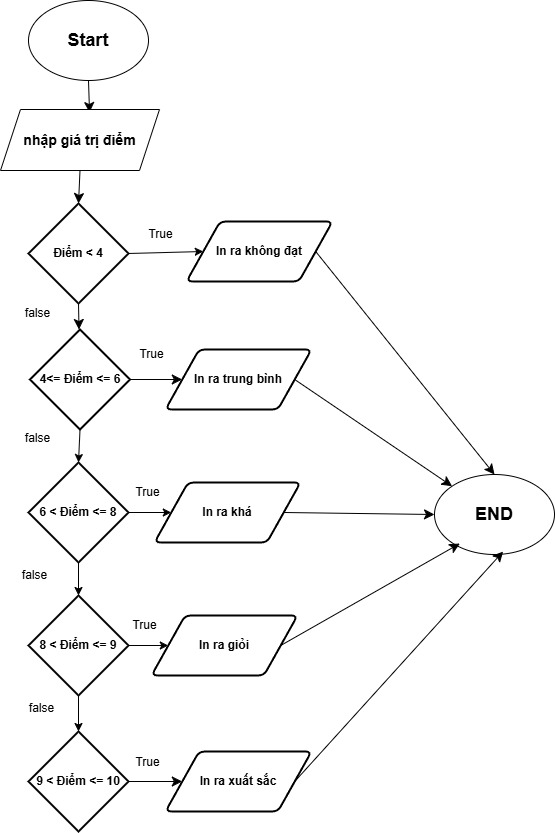 Start
nhập giá trị điểm
Điểm < 4
True
In ra không đạt
false
4<= Điểm <= 6
True
In ra trung bình
false
6 < Điểm <= 8
True
In ra khá
END
false
8 < Điểm <= 9
True
In ra giỏi
false
9 < Điểm <= 10
True
In ra xuất sắc